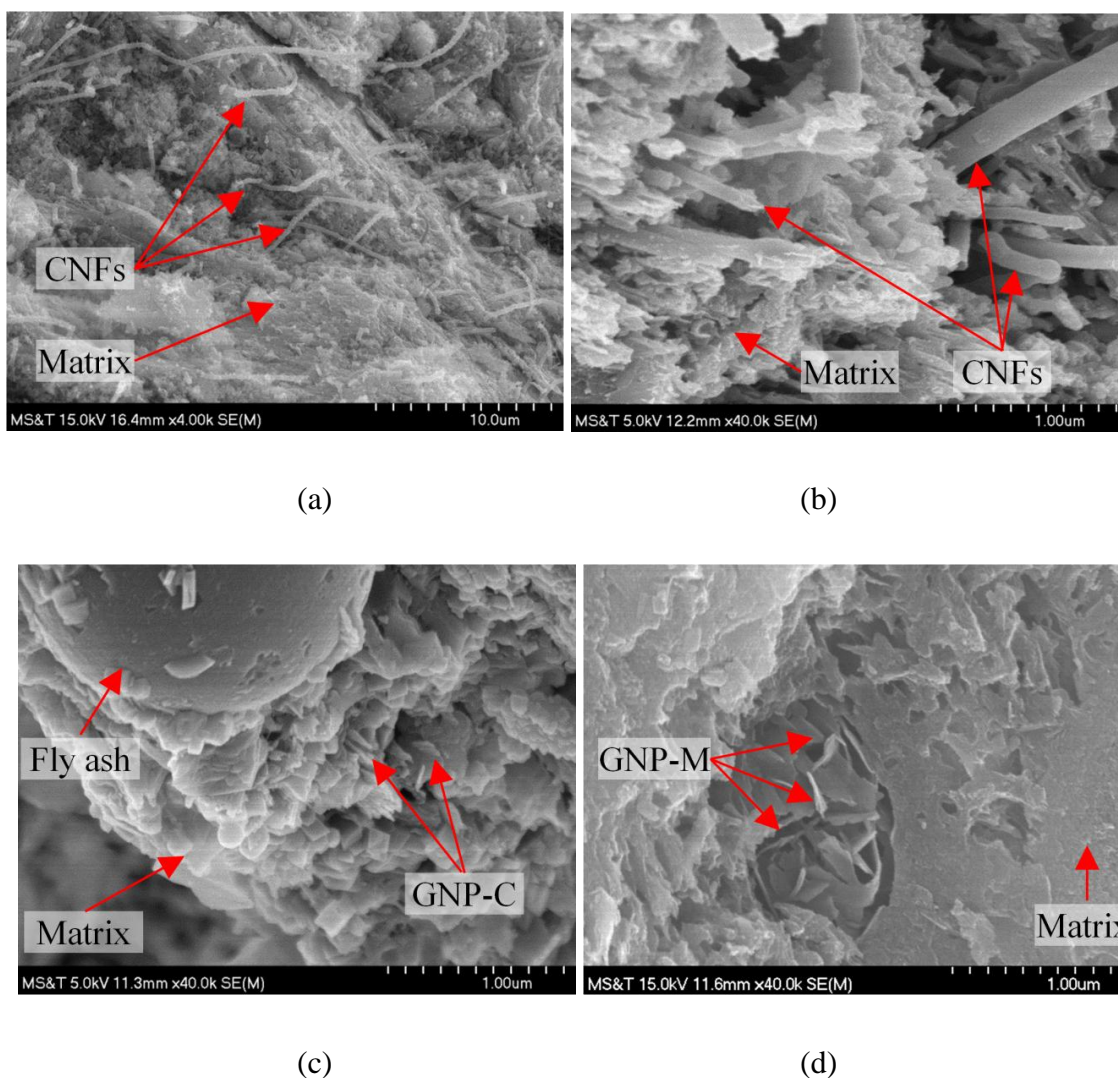 CNFs
Matrix
MS&T 15.0kV 16.4mm x4.00k SE(M) 10.0um
Matrix CNFs
MS&T 5.0kV 12.2mm x40.0k SE(M) 1.00um
(a) (b)
Fly ash
GNP-C
Matrix
MS&T 5.0kV 11.3mm x40.0k SE(M) 1.00um
GNP-M
Matrix
MS&T 15.0kV 11.6mm x40.0k SE(M) 1.00um
(c) (d)